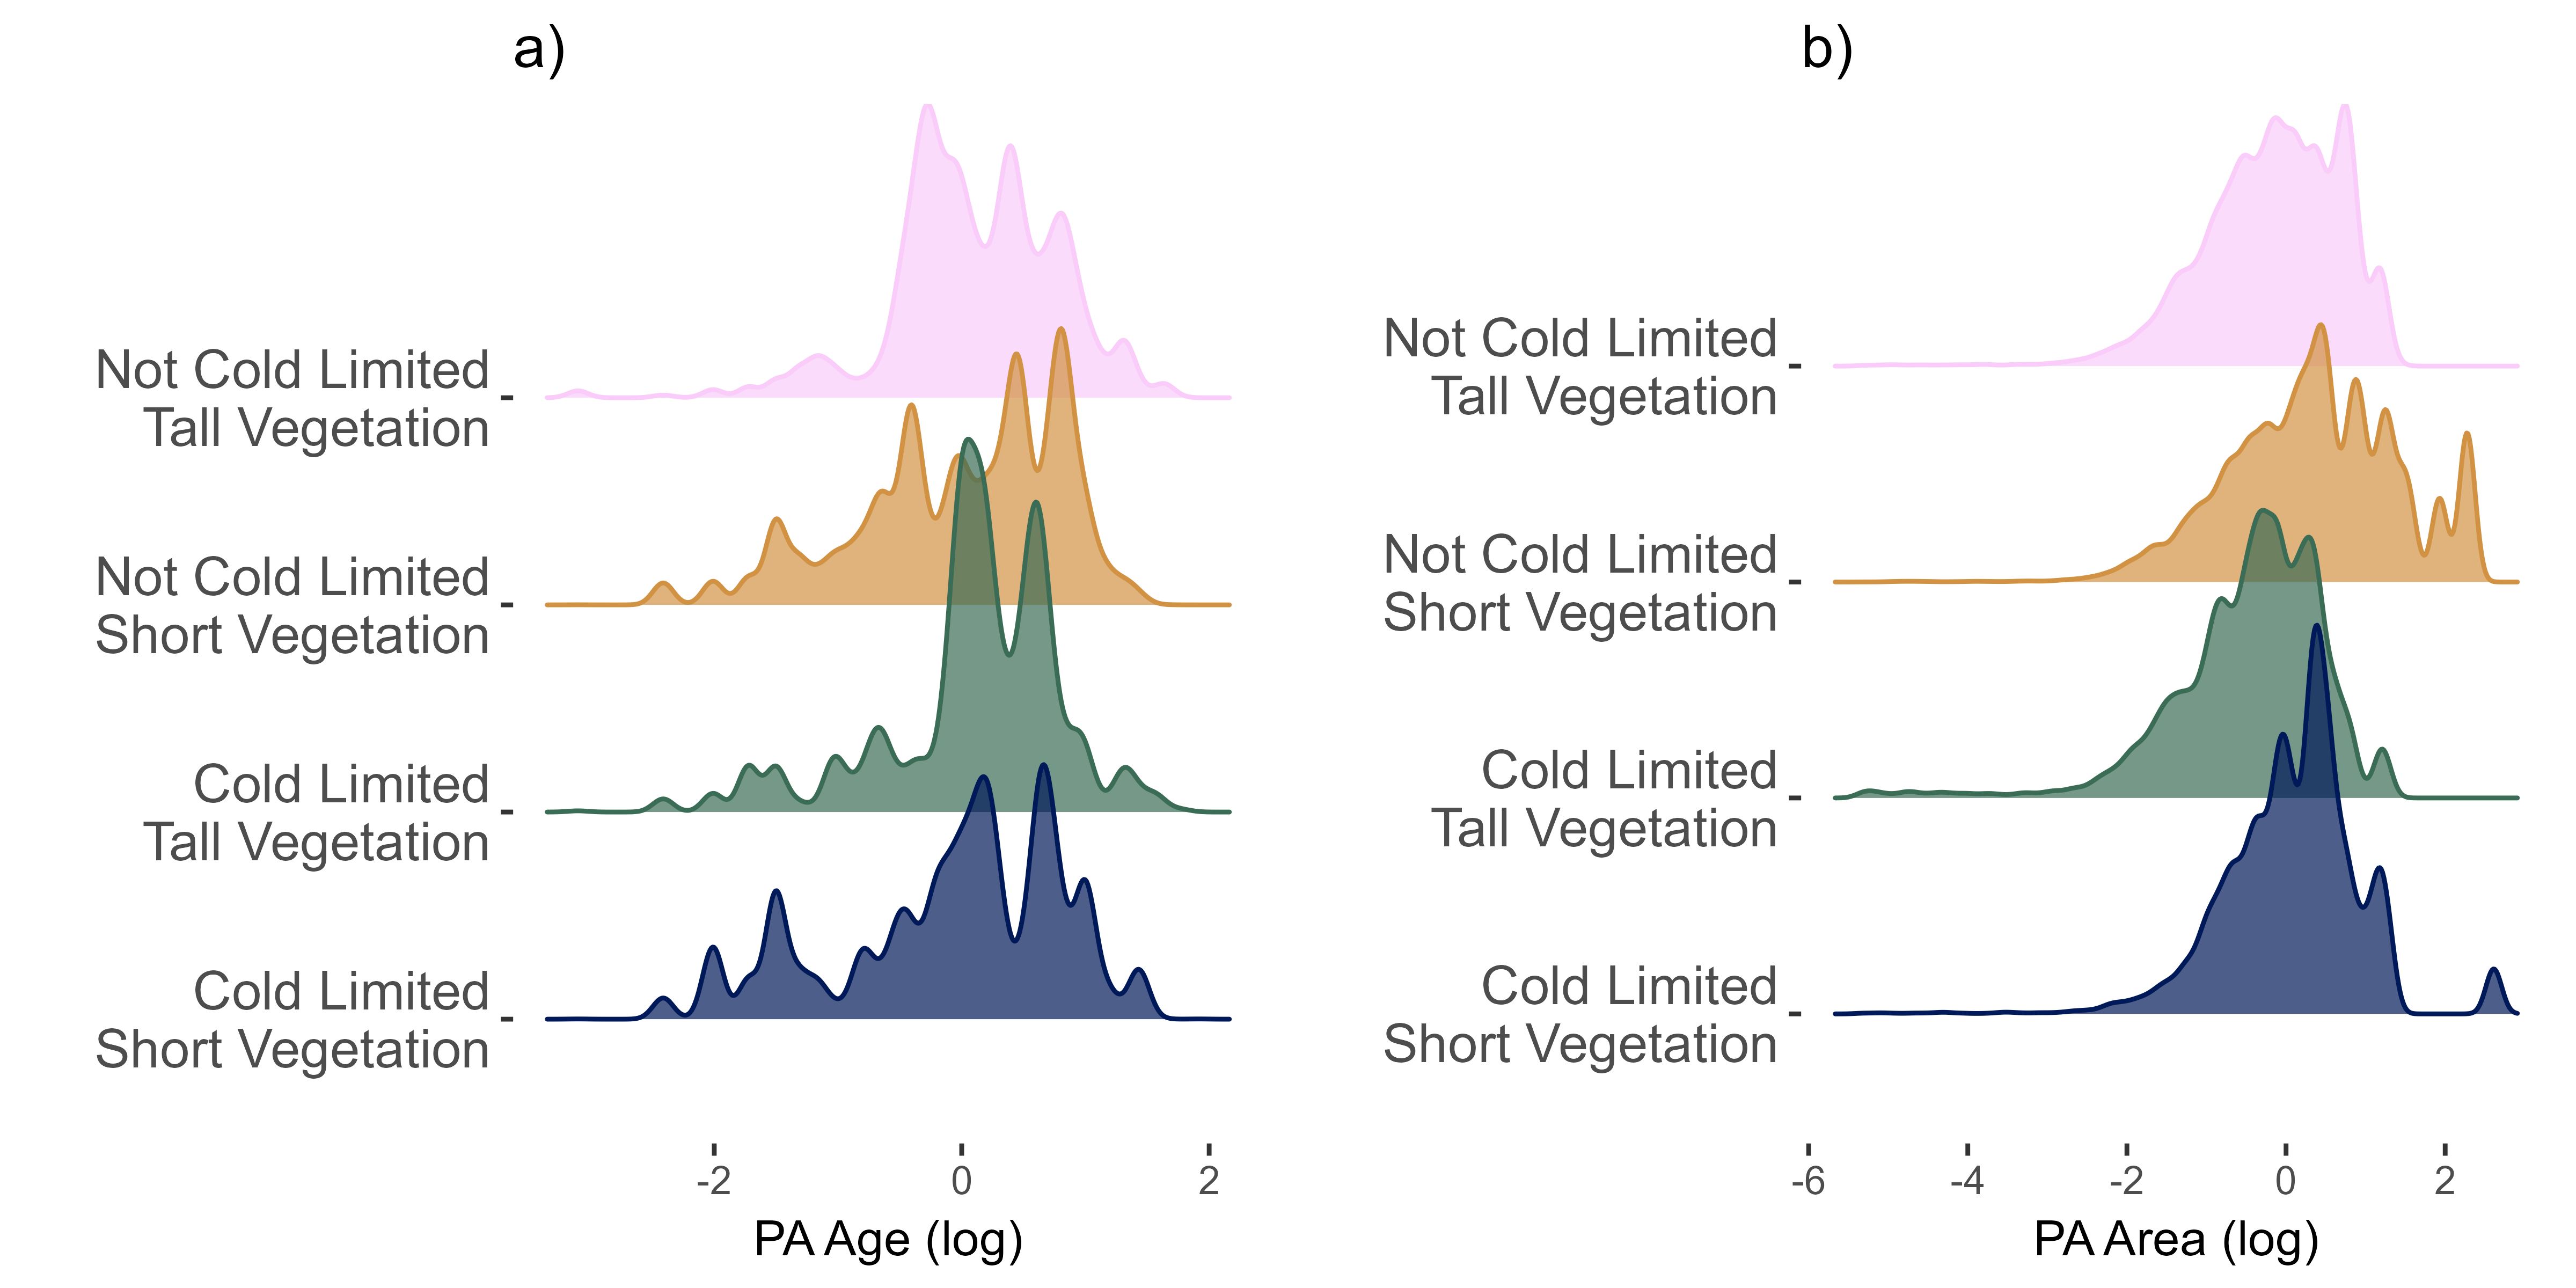 a)
Not Cold Limited
Tall Vegetation
Not Cold Limited
Short Vegetation
Cold Limited
Tall Vegetation
Cold Limited
Short Vegetation
-2 0 2
PA Age (log)
b)
Not Cold Limited
Tall Vegetation
Not Cold Limited
Short Vegetation
Cold Limited
Tall Vegetation
Cold Limited
Short Vegetation
-6 -4 -2 0 2
PA Area (log)